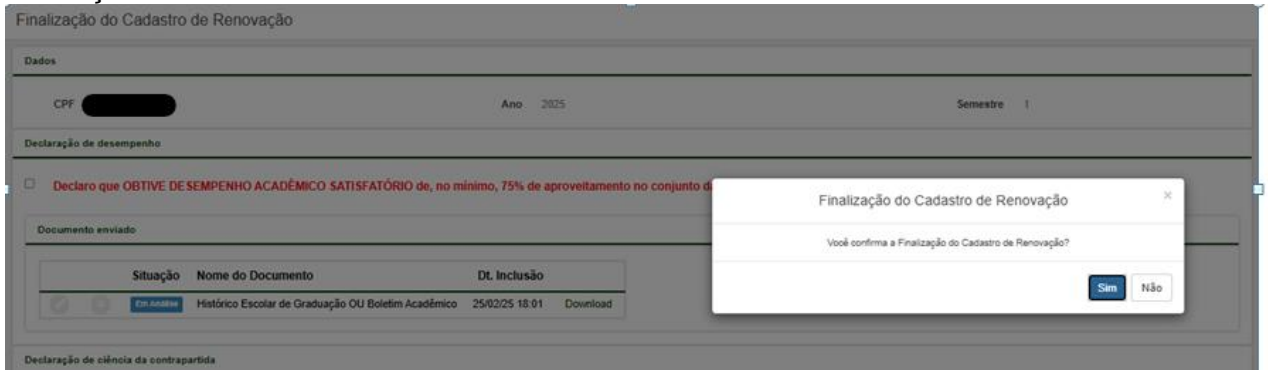 Finalização do Cadastro de Renovação
Dados
CPF Ano 2025 Semestre 1
Declaração de desempenho
Declaro que OBTIVE DESEMPENHO ACADÊMICO SATISFATÓRIO de, no mínimo, 75% de aproveitamento no conjunto da
Finalização do Cadastro de Renovação ×
Você confirma a Finalização do Cadastro de Renovação?
Sim Não
Documento enviado
Situação Nome do Documento Dt. Inclusão
Em Análise Histórico Escolar de Graduação OU Boletim Acadêmico 25/02/25 18:01 Download
Declaração de ciência da contrapartida